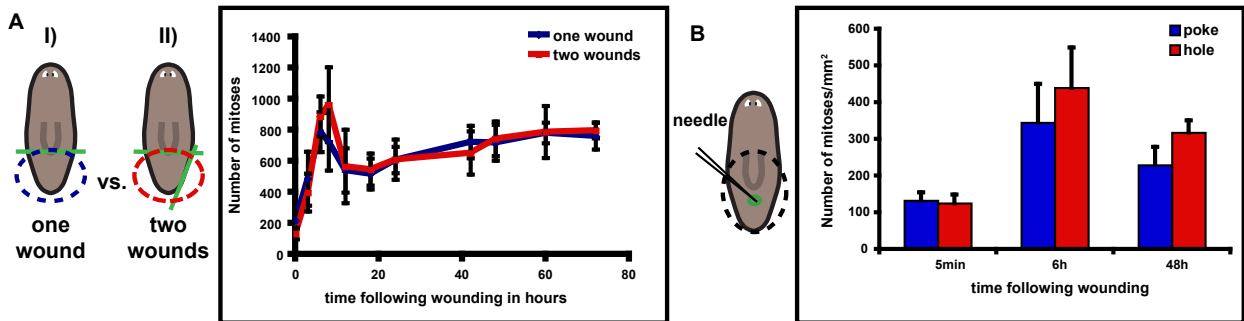 A
I)
II)
vs.
one
wound
two
wounds
Number of mitoses
1400
1200
1000
800
600
400
200
0
0
20
40
60
80
time following wounding in hours
one wound
two wounds
B
needle
Number of mitoses/mm²
600
500
400
300
200
100
0
5min
6h
48h
time following wounding
poke
hole